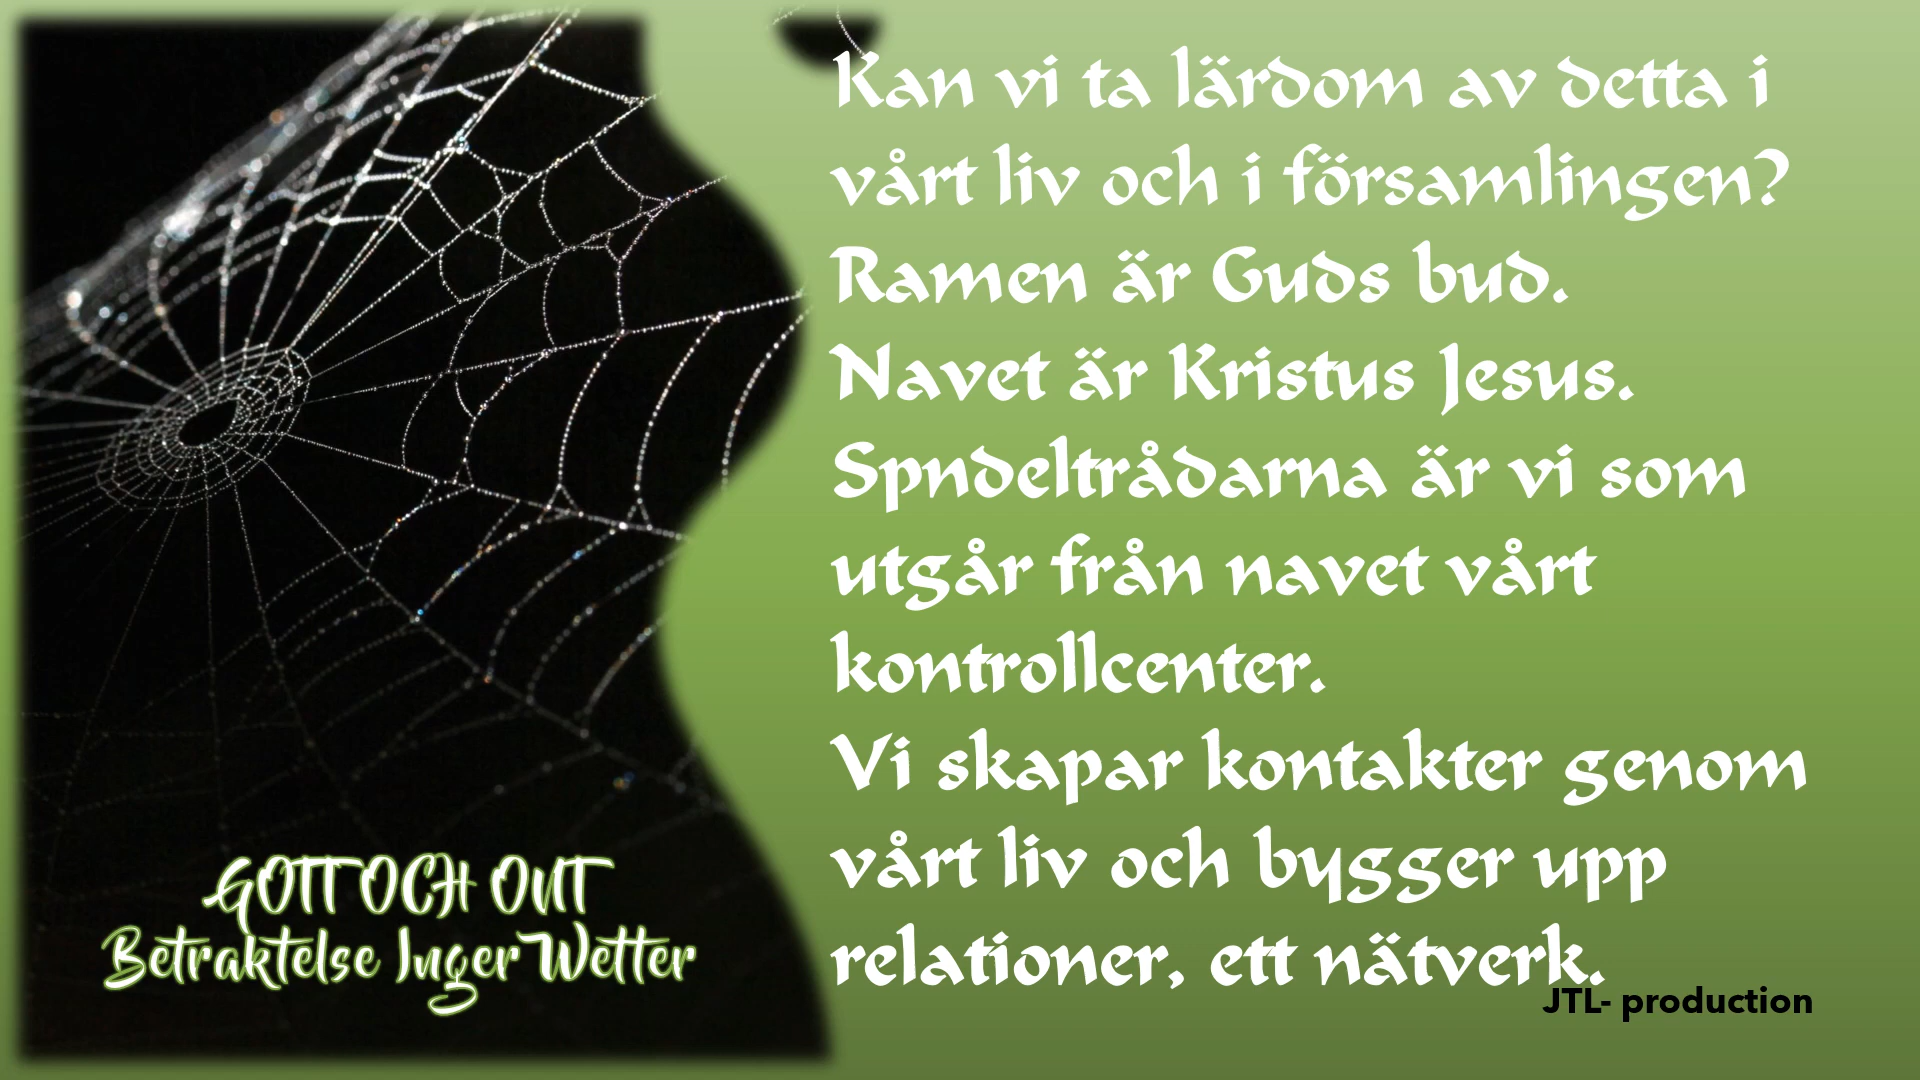 Kan vi ta lärdom av detta i
vårt liv och i församlingen?
Ramen är Guds bud.
Navet är Kristus Jesus.
Spndeltrådarna är vi som
utgår från navet vårt
kontrollcenter.
Vi skapar kontakter genom
vårt liv och bygger upp
relationer, ett nätverk.
JTL- production
GOTT OCH ONT
Betraktelse Inger Wetter